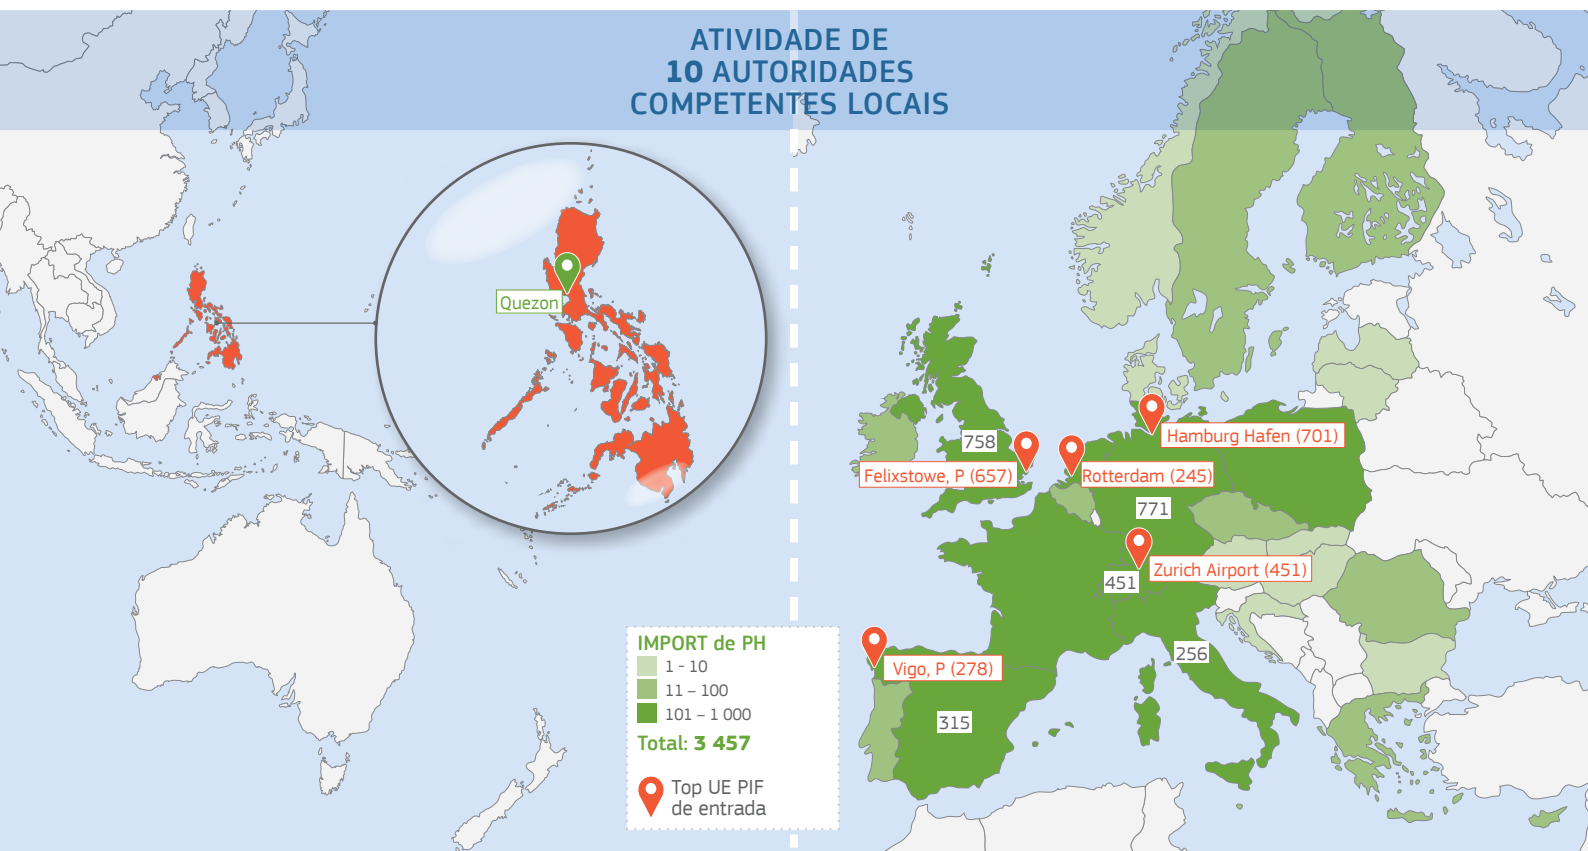 ATIVIDADE DE
10 AUTORIDADES
COMPETENTES LOCAIS
Quezon
758
Hamburg Hafen (701)
Felixstowe, P (657)
Rotterdam (245)
771
Zurich Airport (451)
451
256
Vigo, P (278)
315
IMPORT de PH
1 - 10
11 – 100
101 – 1 000
Total: 3 457
Top UE PIF
de entrada